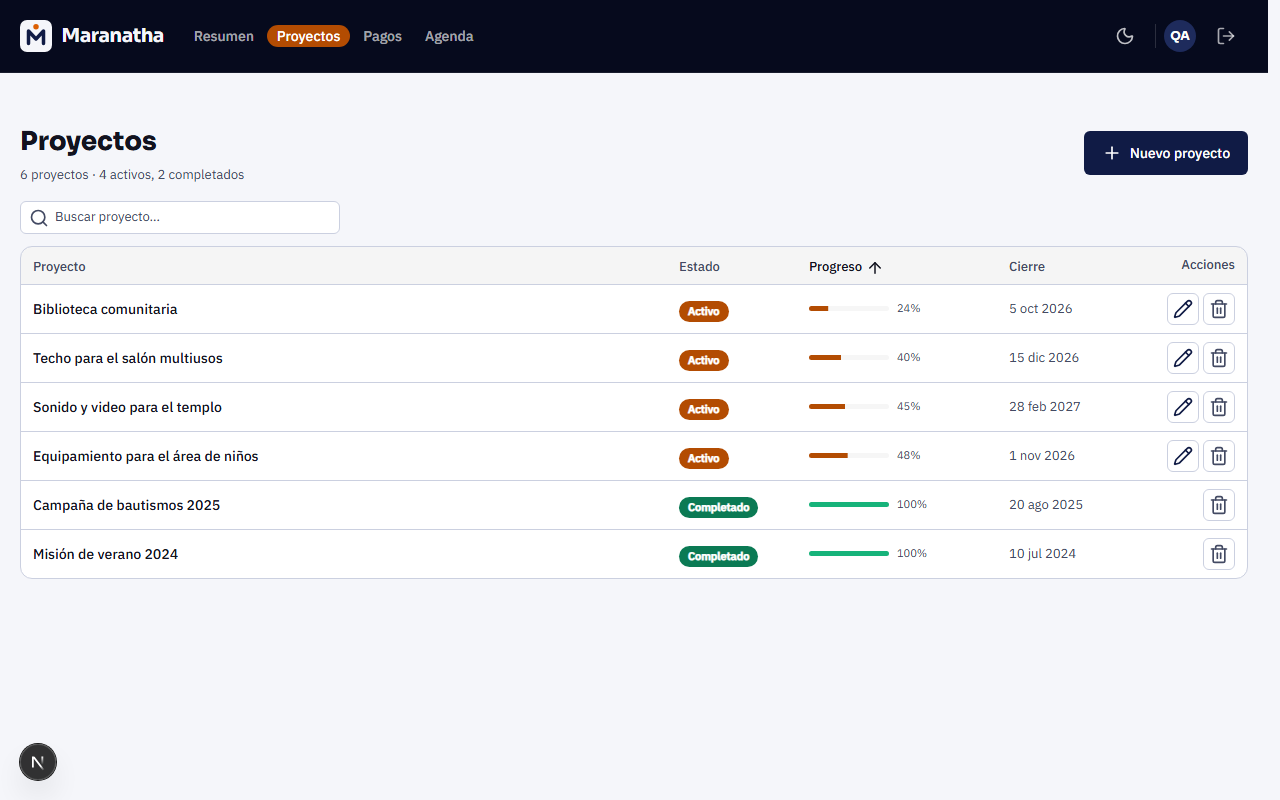 Maranatha Resumen Proyectos Pagos Agenda QA
Proyectos
6 proyectos · 4 activos, 2 completados
Nuevo proyecto
Buscar proyecto...
Proyecto Estado Progreso Cierre Acciones
Biblioteca comunitaria Activo 24% 5 oct 2026
Techo para el salón multiusos Activo 40% 15 dic 2026
Sonido y video para el templo Activo 45% 28 feb 2027
Equipamiento para el área de niños Activo 48% 1 nov 2026
Campaña de bautismos 2025 Completado 100% 20 ago 2025
Misión de verano 2024 Completado 100% 10 jul 2024
N